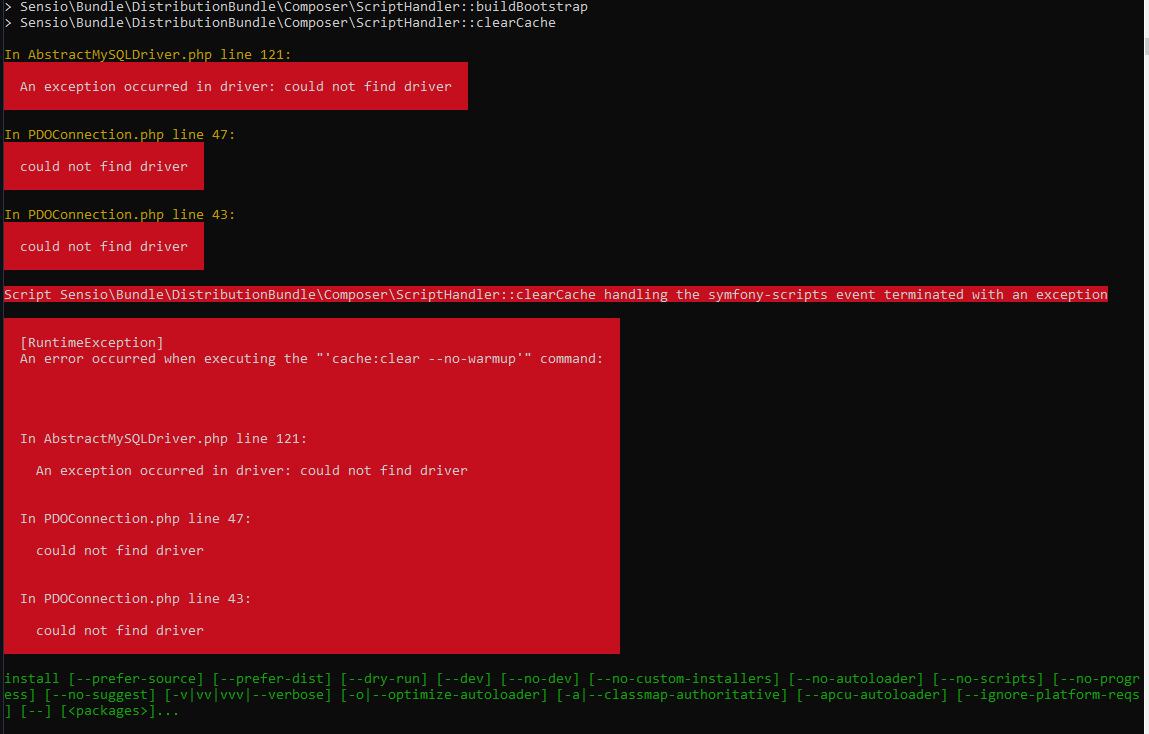 > Sensio\Bundle\DistributionBundle\Composer\ScriptHandler::buildBootstrap
> Sensio\Bundle\DistributionBundle\Composer\ScriptHandler::clearCache
In AbstractMySQLDriver.php line 121:
An exception occurred in driver: could not find driver
In PDOConnection.php line 47:
could not find driver
In PDOConnection.php line 43:
could not find driver
Script Sensio\Bundle\DistributionBundle\Composer\ScriptHandler::clearCache handling the symfony-scripts event terminated with an exception
[RuntimeException]
An error occurred when executing the "'cache:clear --no-warmup'" command:
In AbstractMySQLDriver.php line 121:
An exception occurred in driver: could not find driver
In PDOConnection.php line 47:
could not find driver
In PDOConnection.php line 43:
could not find driver
install [--prefer-source] [--prefer-dist] [--dry-run] [--dev] [--no-dev] [--no-custom-installers] [--no-autoloader] [--no-scripts] [--no-progr
ess] [--no-suggest] [-v|vv|vvv|--verbose] [-o|--optimize-autoloader] [-a|--classmap-authoritative] [--apcu-autoloader] [--ignore-platform-reqs
] [--] [<packages>]...